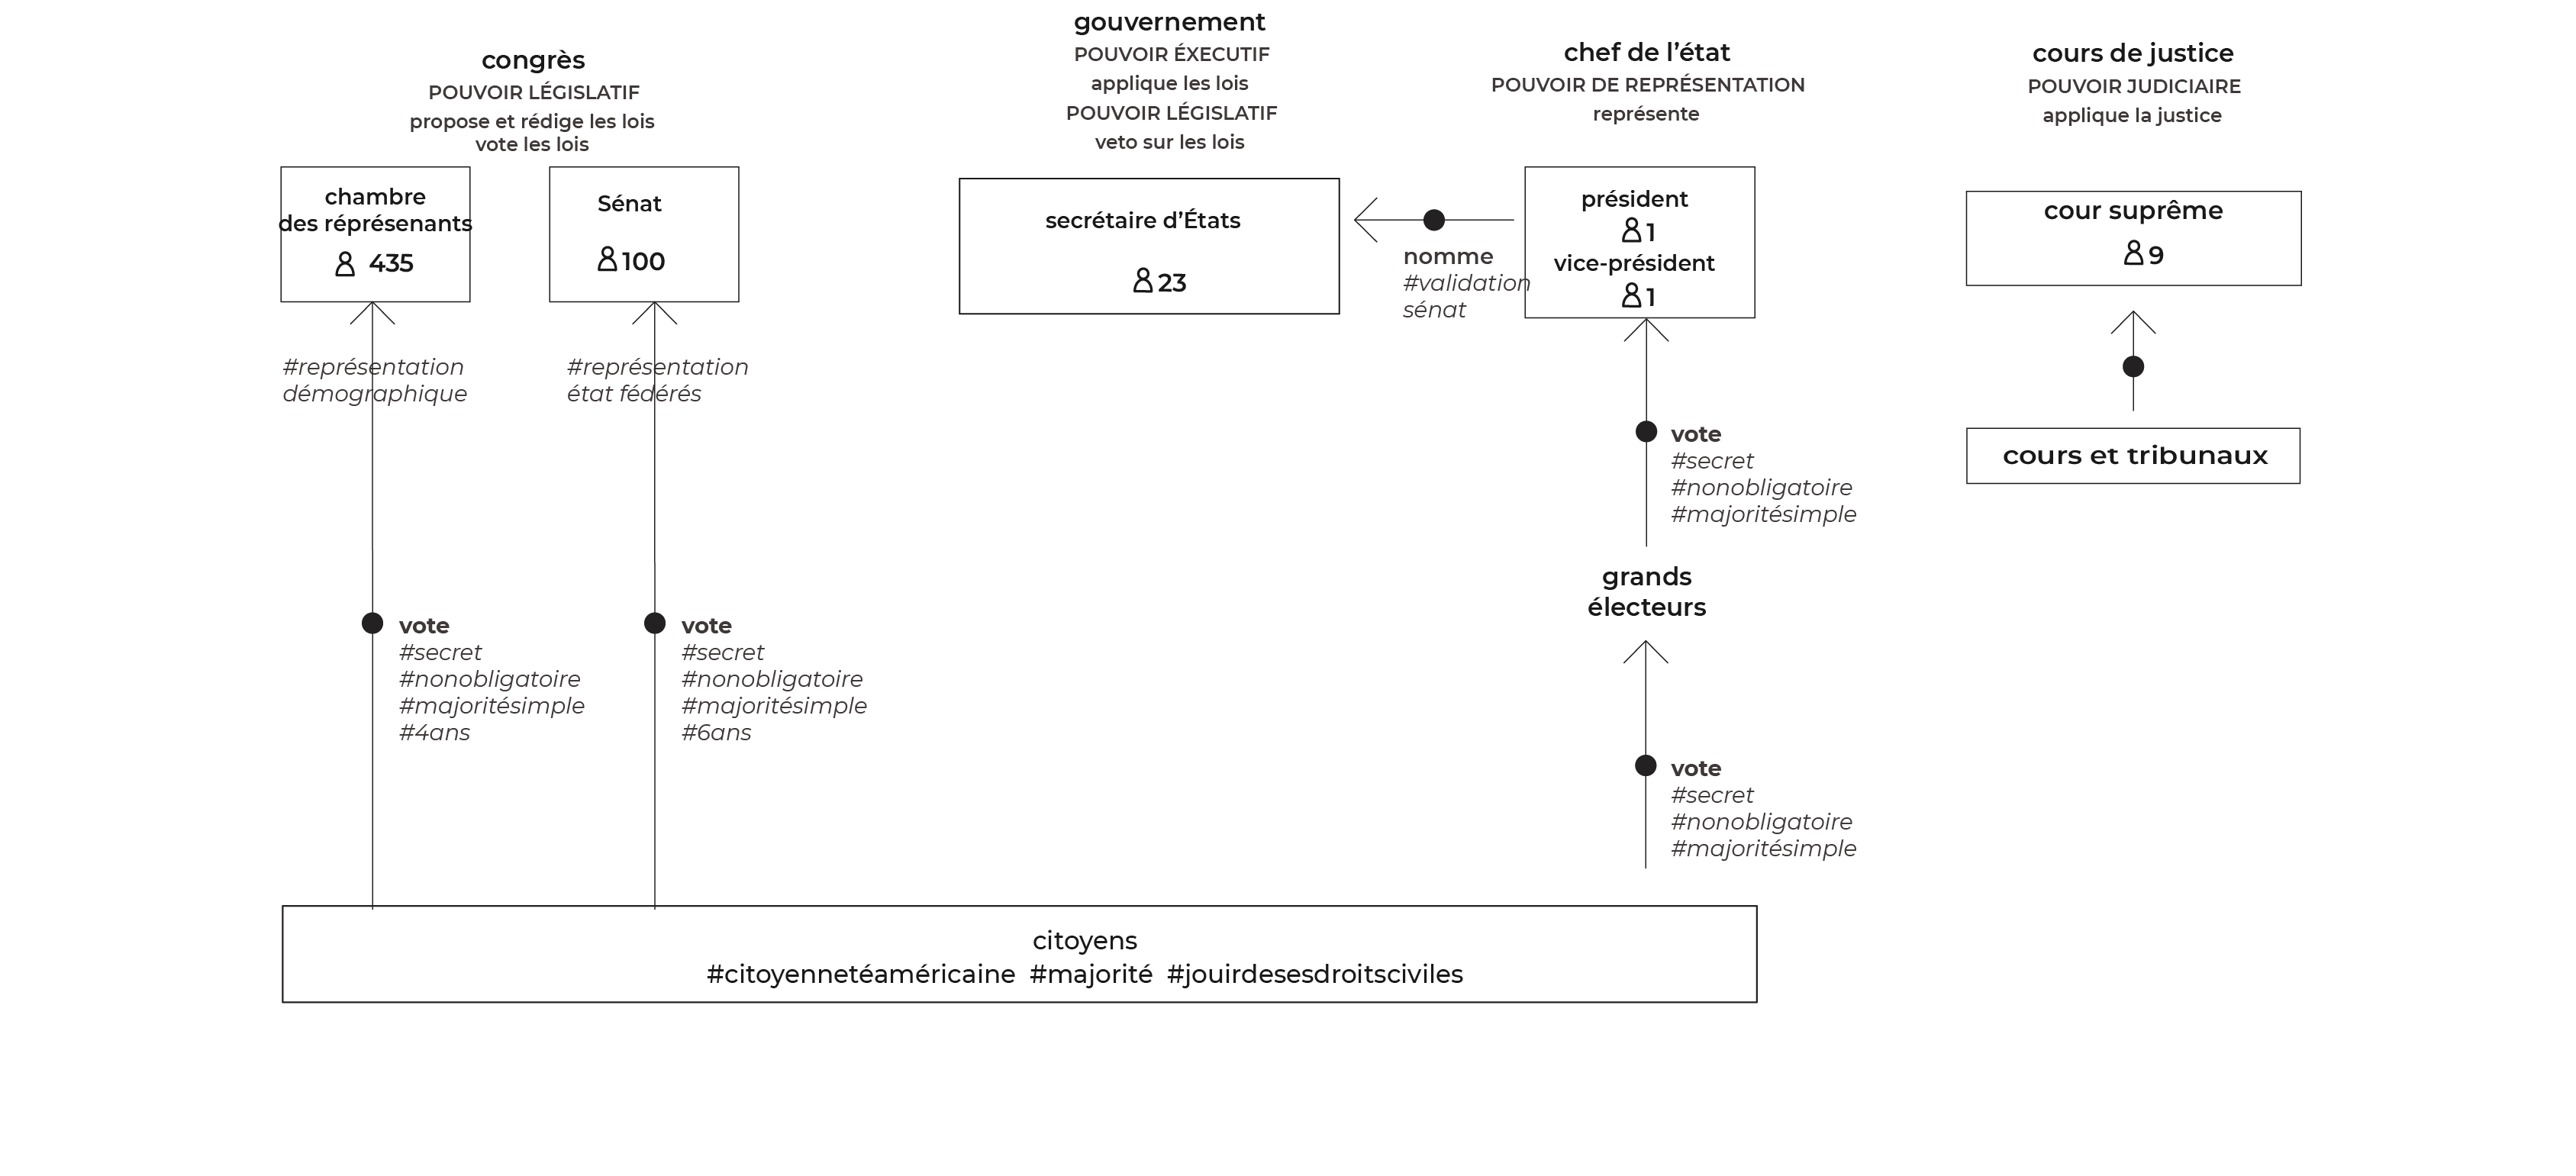 congrès
POUVOIR LÉGISLATIF
propose et rédige les lois
vote les lois
chambre
des réprésenants
435
Sénat
100
#représentation
démographique
#représentation
état fédérés
vote
#secret
#nonobligatoire
#majoritésimple
#4ans
vote
#secret
#nonobligatoire
#majoritésimple
#6ans
gouvernement
POUVOIR ÉXECUTIF
applique les lois
POUVOIR LÉGISLATIF
veto sur les lois
secrétaire d’États
23
nomme
#validation
sénat
chef de l’état
POUVOIR DE REPRÉSENTATION
représente
président
1
vice-président
1
vote
#secret
#nonobligatoire
#majoritésimple
grands
électeurs
vote
#secret
#nonobligatoire
#majoritésimple
cours de justice
POUVOIR JUDICIAIRE
applique la justice
cour suprême
9
cours et tribunaux
citoyens
#citoyennetéaméricaine #majorité #jouirdesesdroitsciviles